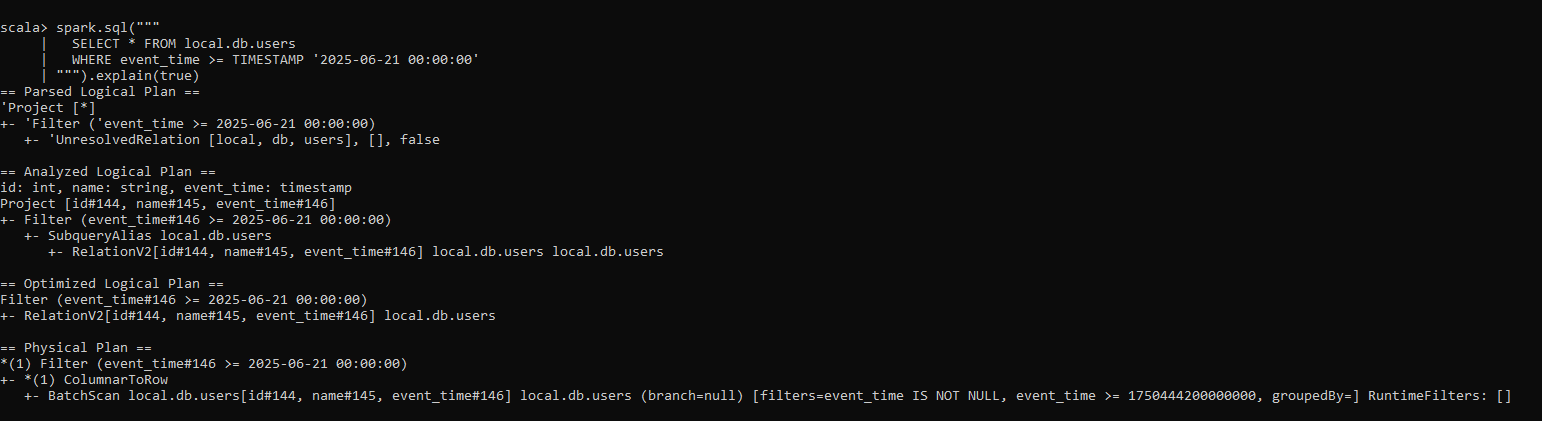 scala> spark.sql("""
     |   SELECT * FROM local.db.users
     |   WHERE event_time >= TIMESTAMP '2025-06-21 00:00:00'
     | """).explain(true)
== Parsed Logical Plan ==
'Project [*]
+- 'Filter ('event_time >= 2025-06-21 00:00:00)
   +- 'UnresolvedRelation [local, db, users], [], false

== Analyzed Logical Plan ==
id: int, name: string, event_time: timestamp
Project [id#144, name#145, event_time#146]
+- Filter (event_time#146 >= 2025-06-21 00:00:00)
   +- SubqueryAlias local.db.users
      +- RelationV2[id#144, name#145, event_time#146] local.db.users local.db.users

== Optimized Logical Plan ==
Filter (event_time#146 >= 2025-06-21 00:00:00)
+- RelationV2[id#144, name#145, event_time#146] local.db.users

== Physical Plan ==
*(1) Filter (event_time#146 >= 2025-06-21 00:00:00)
+- *(1) ColumnarToRow
   +- BatchScan local.db.users[id#144, name#145, event_time#146] local.db.users (branch=null) [filters=event_time IS NOT NULL, event_time >= 1750444200000000, groupedBy=] RuntimeFilters: []